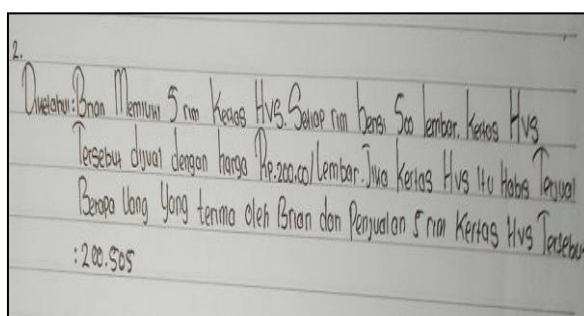 2.
Diketahui: Brian Memiliki 5 rim Kertas Hvs. Setiap rim berisi 500 lembar. Kertas Hvs
Tersebut dijual dengan harga Rp.200,00/Lembar. Jika Kertas Hvs itu Habis Terjual
Berapa Uang Yang terima oleh Brian dari Penjualan 5 rim Kertas Hvs Tersebut
: 200.505